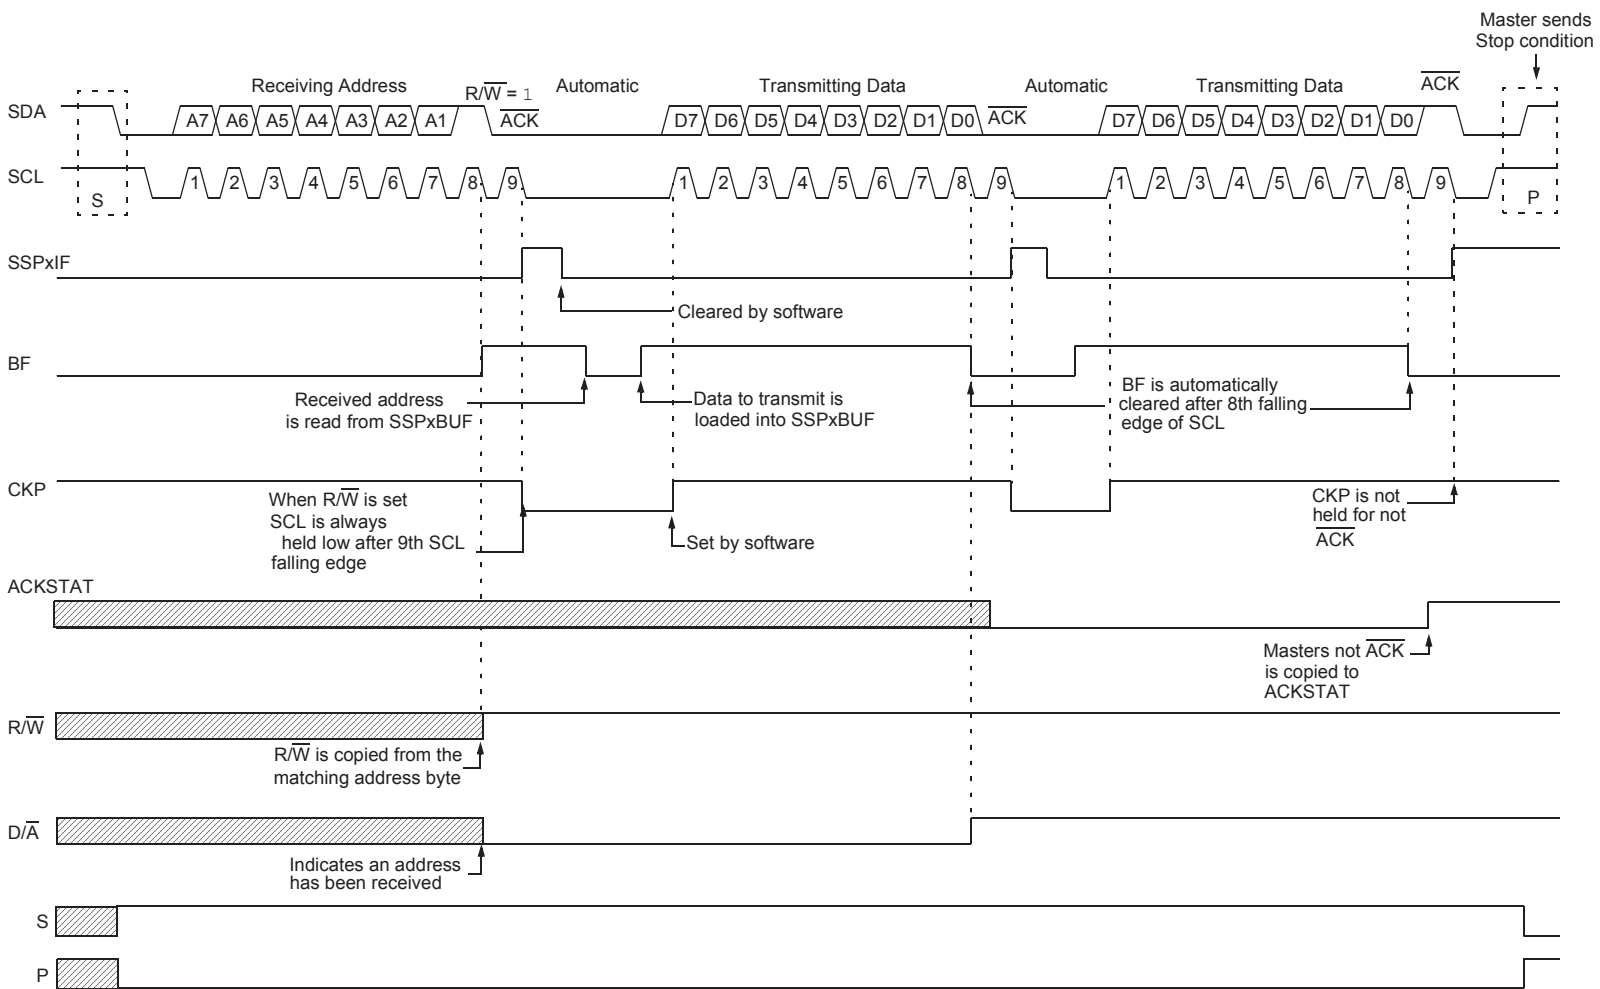 Master sends
Stop condition
Receiving Address
R/W̅ = 1
Automatic
Transmitting Data
Automatic
Transmitting Data
A̅C̅K̅
SDA
A7 A6 A5 A4 A3 A2 A1
A̅C̅K̅
D7 D6 D5 D4 D3 D2 D1 D0
A̅C̅K̅
D7 D6 D5 D4 D3 D2 D1 D0
SCL
1 2 3 4 5 6 7 8 9
1 2 3 4 5 6 7 8 9
1 2 3 4 5 6 7 8 9
S
P
SSPxIF
Cleared by software
BF
Received address
is read from SSPxBUF
Data to transmit is
loaded into SSPxBUF
BF is automatically
cleared after 8th falling
edge of SCL
CKP
When R/W̅ is set
SCL is always
held low after 9th SCL
falling edge
Set by software
CKP is not
held for not
A̅C̅K̅
ACKSTAT
Masters not A̅C̅K̅
is copied to
ACKSTAT
R/W̅
R/W̅ is copied from the
matching address byte
D/A̅
Indicates an address
has been received
S
P